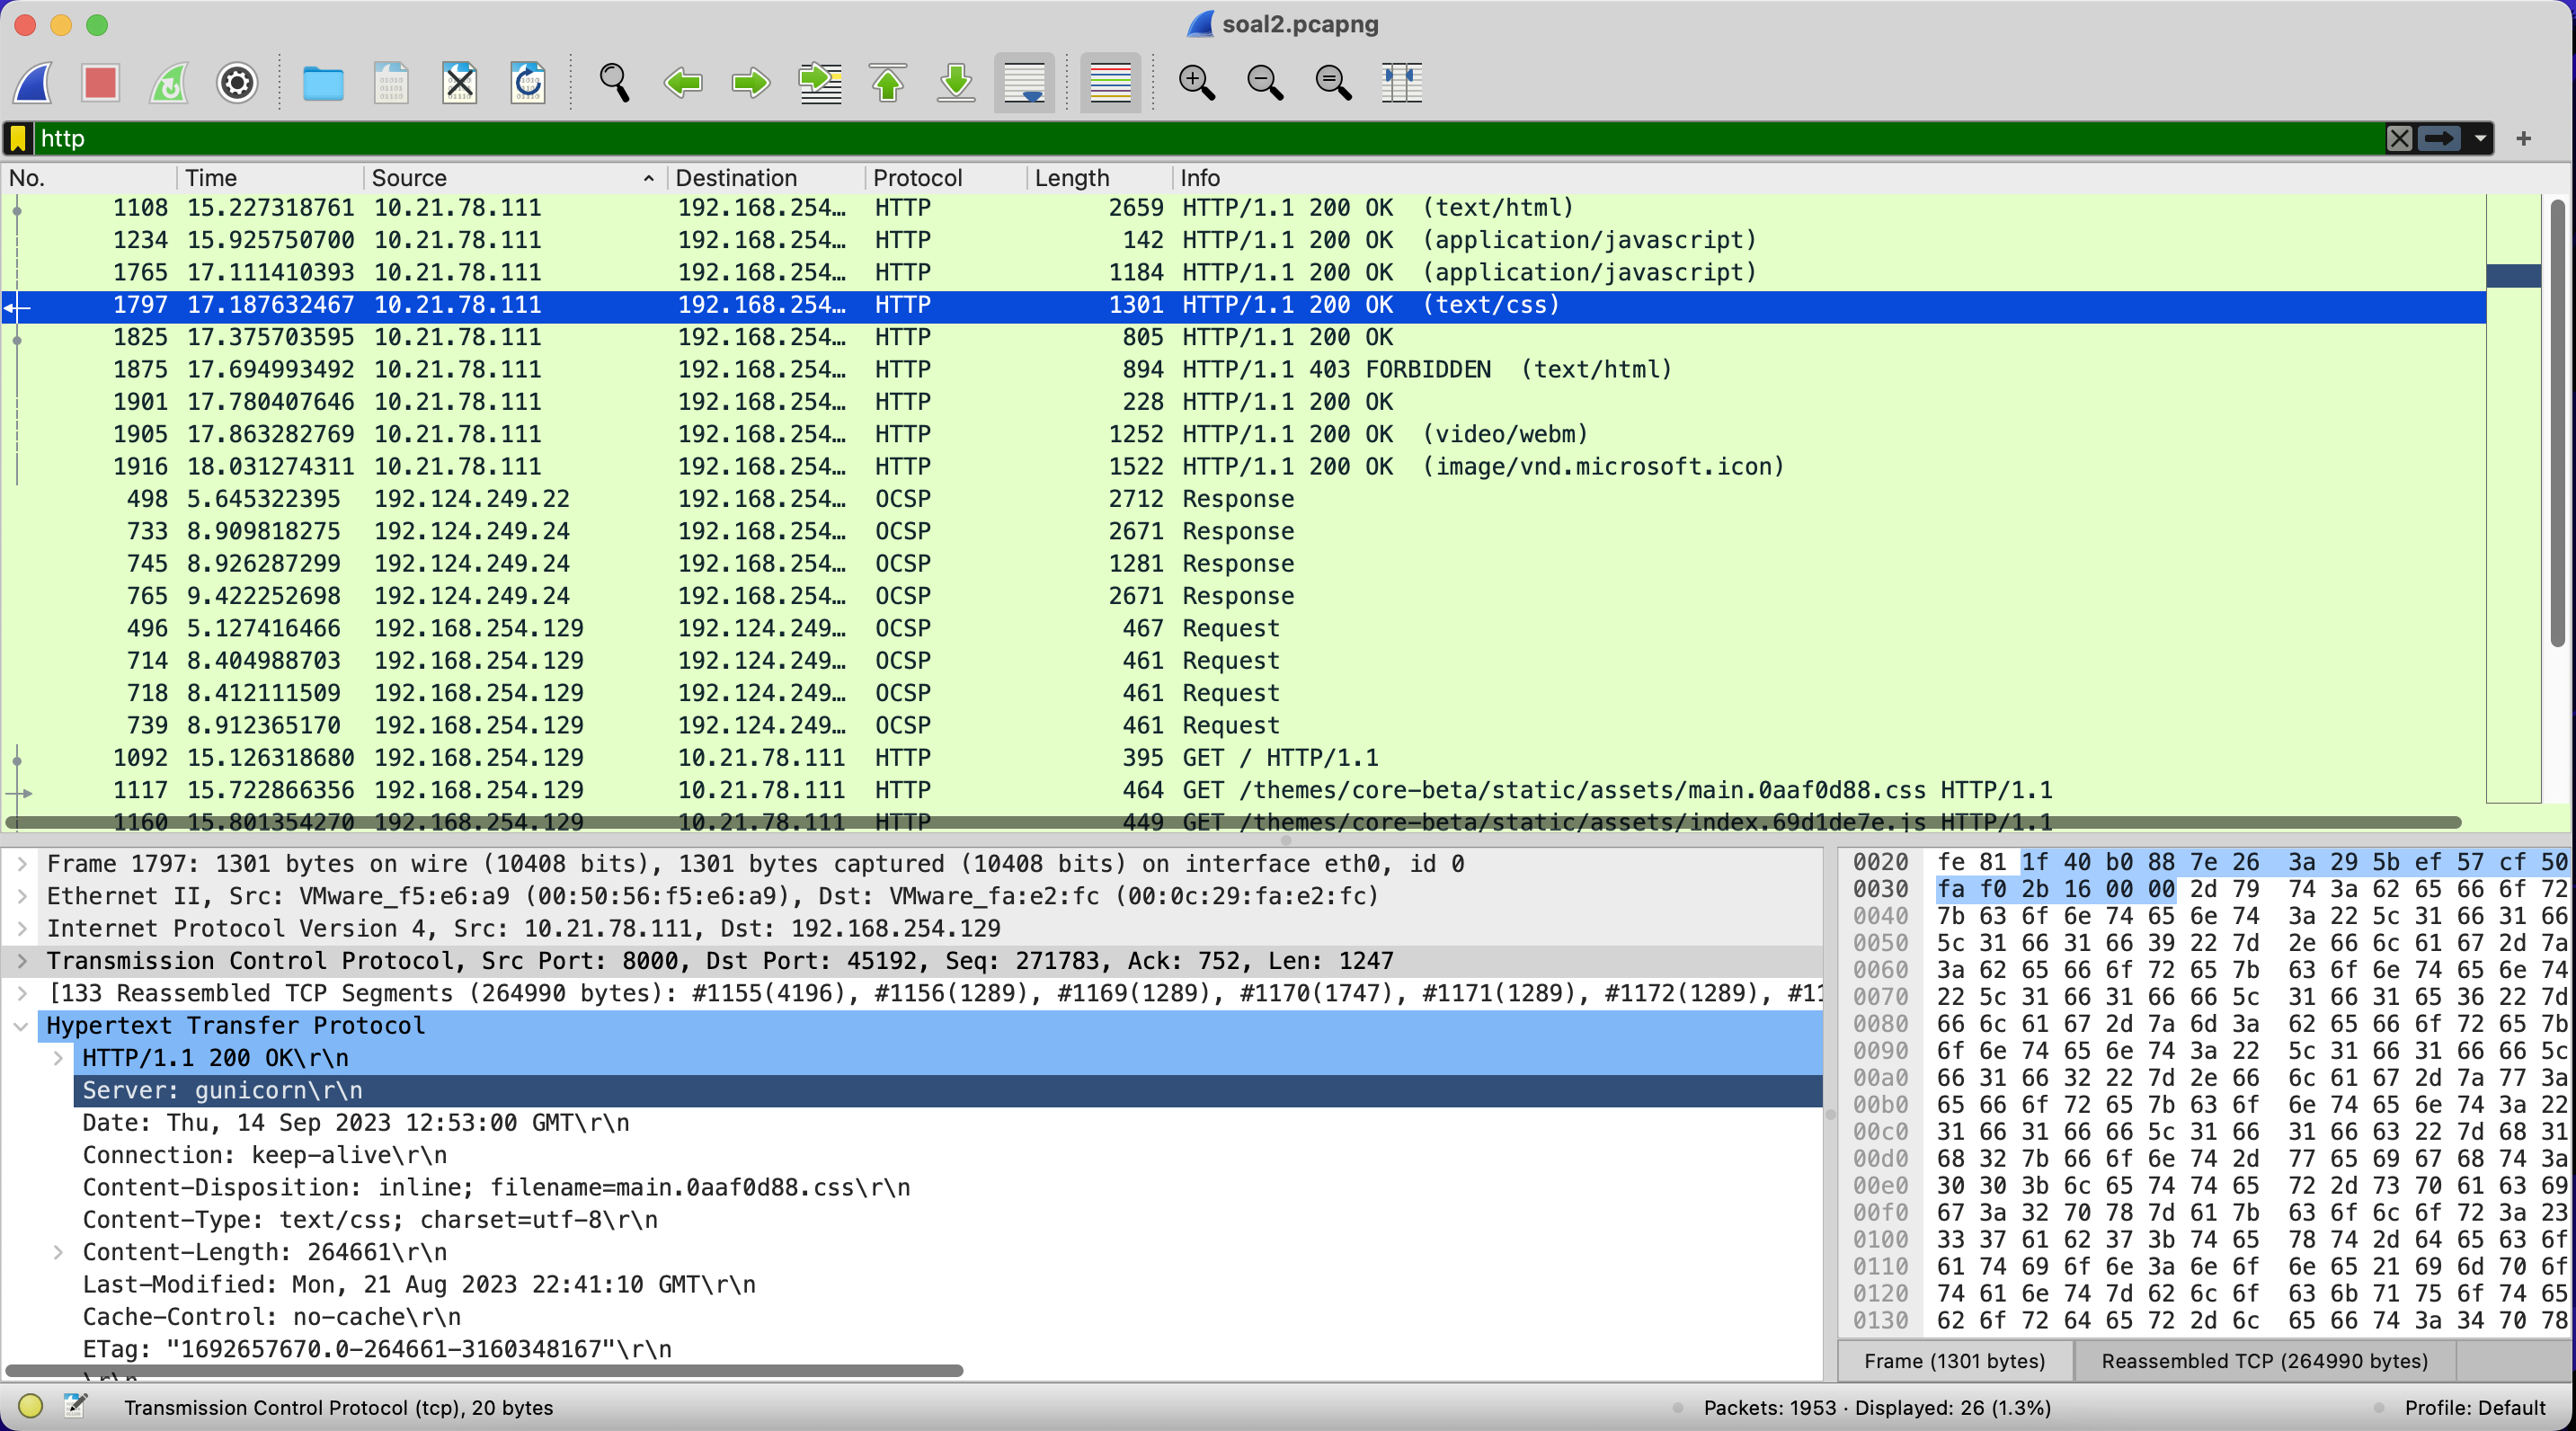 soal2.pcapng
http
No. Time Source Destination Protocol Length Info
1108 15.227318761 10.21.78.111 192.168.254… HTTP 2659 HTTP/1.1 200 OK (text/html)
1234 15.925750700 10.21.78.111 192.168.254… HTTP 142 HTTP/1.1 200 OK (application/javascript)
1765 17.111410393 10.21.78.111 192.168.254… HTTP 1184 HTTP/1.1 200 OK (application/javascript)
1797 17.187632467 10.21.78.111 192.168.254… HTTP 1301 HTTP/1.1 200 OK (text/css)
1825 17.375703595 10.21.78.111 192.168.254… HTTP 805 HTTP/1.1 200 OK
1875 17.694993492 10.21.78.111 192.168.254… HTTP 894 HTTP/1.1 403 FORBIDDEN (text/html)
1901 17.780407646 10.21.78.111 192.168.254… HTTP 228 HTTP/1.1 200 OK
1905 17.863282769 10.21.78.111 192.168.254… HTTP 1252 HTTP/1.1 200 OK (video/webm)
1916 18.031274311 10.21.78.111 192.168.254… HTTP 1522 HTTP/1.1 200 OK (image/vnd.microsoft.icon)
498 5.645322395 192.124.249.22 192.168.254… OCSP 2712 Response
733 8.909818275 192.124.249.24 192.168.254… OCSP 2671 Response
745 8.926287299 192.124.249.24 192.168.254… OCSP 1281 Response
765 9.422252698 192.124.249.24 192.168.254… OCSP 2671 Response
496 5.127416466 192.168.254.129 192.124.249… OCSP 467 Request
714 8.404988703 192.168.254.129 192.124.249… OCSP 461 Request
718 8.412111509 192.168.254.129 192.124.249… OCSP 461 Request
739 8.912365170 192.168.254.129 192.124.249… OCSP 461 Request
1092 15.126318680 192.168.254.129 10.21.78.111 HTTP 395 GET / HTTP/1.1
1117 15.722866356 192.168.254.129 10.21.78.111 HTTP 464 GET /themes/core-beta/static/assets/main.0aaf0d88.css HTTP/1.1
1160 15.801354270 192.168.254.129 10.21.78.111 HTTP 449 GET /themes/core-beta/static/assets/index.69d1de7e.js HTTP/1.1
Frame 1797: 1301 bytes on wire (10408 bits), 1301 bytes captured (10408 bits) on interface eth0, id 0
Ethernet II, Src: VMware_f5:e6:a9 (00:50:56:f5:e6:a9), Dst: VMware_fa:e2:fc (00:0c:29:fa:e2:fc)
Internet Protocol Version 4, Src: 10.21.78.111, Dst: 192.168.254.129
Transmission Control Protocol, Src Port: 8000, Dst Port: 45192, Seq: 271783, Ack: 752, Len: 1247
[133 Reassembled TCP Segments (264990 bytes): #1155(4196), #1156(1289), #1169(1289), #1170(1747), #1171(1289), #1172(1289), #11
Hypertext Transfer Protocol
HTTP/1.1 200 OK\r\n
Server: gunicorn\r\n
Date: Thu, 14 Sep 2023 12:53:00 GMT\r\n
Connection: keep-alive\r\n
Content-Disposition: inline; filename=main.0aaf0d88.css\r\n
Content-Type: text/css; charset=utf-8\r\n
Content-Length: 264661\r\n
Last-Modified: Mon, 21 Aug 2023 22:41:10 GMT\r\n
Cache-Control: no-cache\r\n
ETag: "1692657670.0-264661-3160348167"\r\n
\r\n
0020 fe 81 1f 40 b0 88 7e 26 3a 29 5b ef 57 cf 50
0030 fa f0 2b 16 00 00 2d 79 74 3a 62 65 66 6f 72
0040 7b 63 6f 6e 74 65 6e 74 3a 22 5c 31 66 31 66
0050 5c 31 66 31 66 39 22 7d 2e 66 6c 61 67 2d 7a
0060 3a 62 65 66 6f 72 65 7b 63 6f 6e 74 65 6e 74
0070 22 5c 31 66 31 66 66 5c 31 66 31 65 36 22 7d
0080 66 6c 61 67 2d 7a 6d 3a 62 65 66 6f 72 65 7b
0090 6f 6e 74 65 6e 74 3a 22 5c 31 66 31 66 66 5c
00a0 66 31 66 32 22 7d 2e 66 6c 61 67 2d 7a 77 3a
00b0 65 66 6f 72 65 7b 63 6f 6e 74 65 6e 74 3a 22
00c0 31 66 31 66 66 5c 31 66 31 66 63 22 7d 68 31
00d0 68 32 7b 66 6f 6e 74 2d 77 65 69 67 68 74 3a
00e0 30 30 3b 6c 65 74 74 65 72 2d 73 70 61 63 69
00f0 67 3a 32 70 78 7d 61 7b 63 6f 6c 6f 72 3a 23
0100 33 37 61 62 37 3b 74 65 78 74 2d 64 65 63 6f
0110 61 74 69 6f 6e 3a 6e 6f 6e 65 21 69 6d 70 6f
0120 74 61 6e 74 7d 62 6c 6f 63 6b 71 75 6f 74 65
0130 62 6f 72 64 65 72 2d 6c 65 66 74 3a 34 70 78
Frame (1301 bytes) Reassembled TCP (264990 bytes)
Transmission Control Protocol (tcp), 20 bytes
Packets: 1953 · Displayed: 26 (1.3%)
Profile: Default